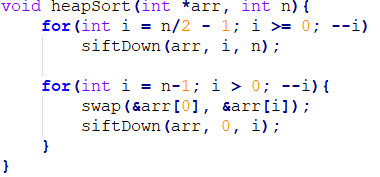 void heapSort(int *arr, int n){
    for(int i = n/2 - 1; i >= 0; --i)
        siftDown(arr, i, n);

    for(int i = n-1; i > 0; --i){
        swap(&arr[0], &arr[i]);
        siftDown(arr, 0, i);
    }
}